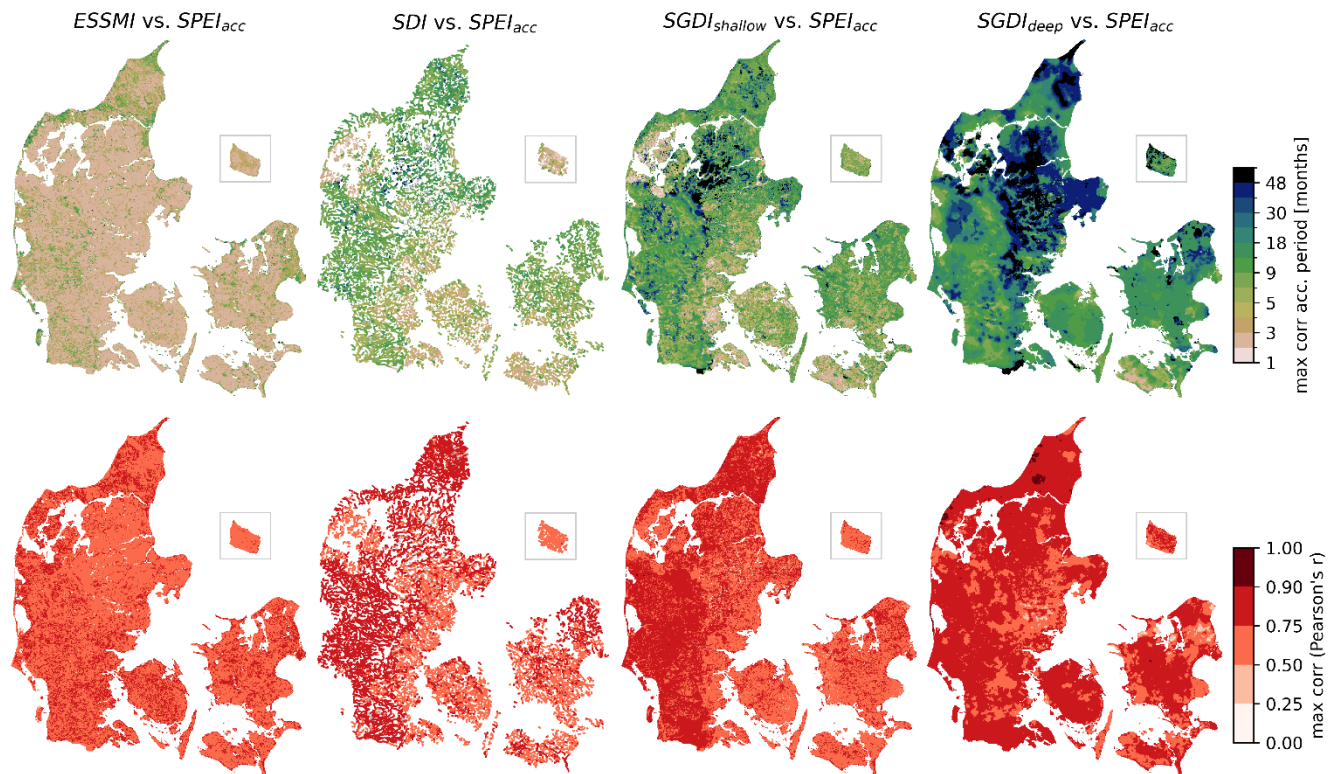 ESSMI vs. SPEIacc
SDI vs. SPEIacc
SGDIshallow vs. SPEIacc
SGDIdeep vs. SPEIacc
48
30
18
9
5
3
1
max corr acc. period [months]
1.00
0.90
0.75
0.50
0.25
0.00
max corr (Pearson's r)